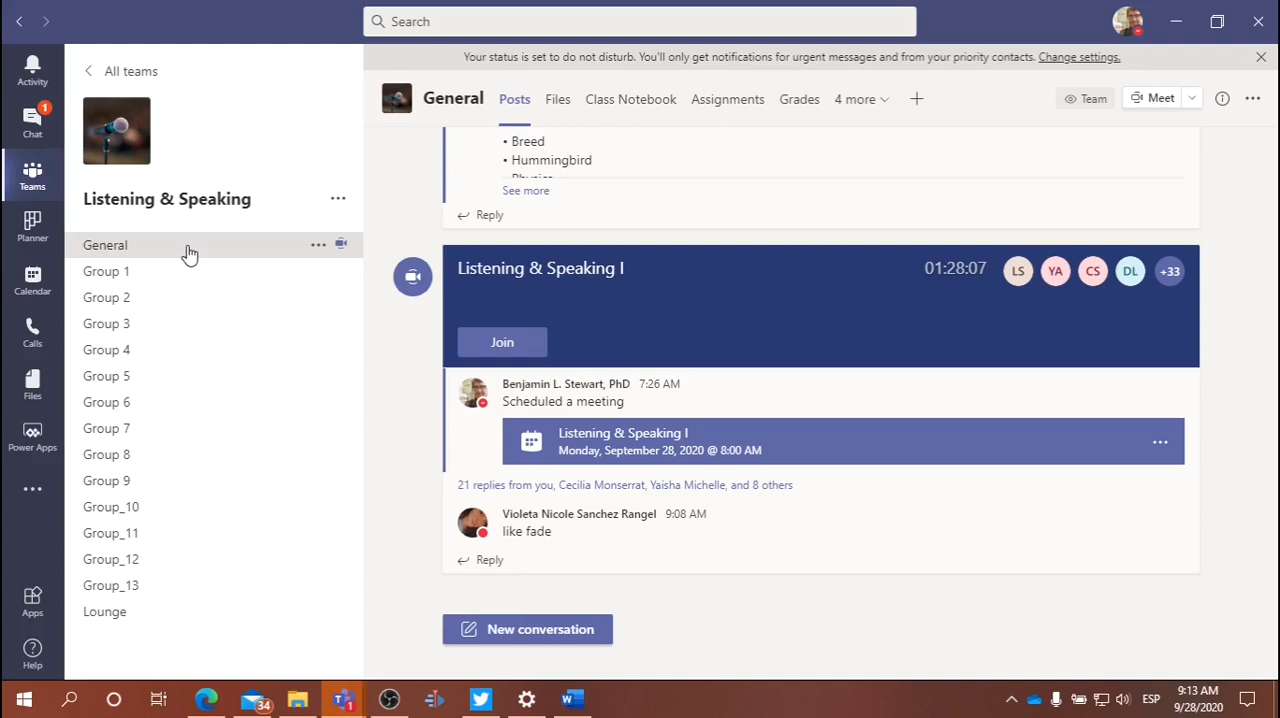 Search
Activity
Chat
1
Teams
Planner
Calendar
Calls
Files
Power Apps
Apps
Help
All teams
Listening & Speaking
General
Group 1
Group 2
Group 3
Group 4
Group 5
Group 6
Group 7
Group 8
Group 9
Group_10
Group_11
Group_12
Group_13
Lounge
Your status is set to do not disturb. You'll only get notifications for urgent messages and from your priority contacts. Change settings.
General Posts Files Class Notebook Assignments Grades 4 more Team Meet
• Breed
• Hummingbird
• Physics
See more
Reply
Listening & Speaking I 01:28:07 LS YA CS DL +33
Join
Benjamin L. Stewart, PhD 7:26 AM
Scheduled a meeting
Listening & Speaking I
Monday, September 28, 2020 @ 8:00 AM
21 replies from you, Cecilia Monserrat, Yaisha Michelle, and 8 others
Violeta Nicole Sanchez Rangel 9:08 AM
like fade
Reply
New conversation
34
1
ESP
9:13 AM
9/28/2020